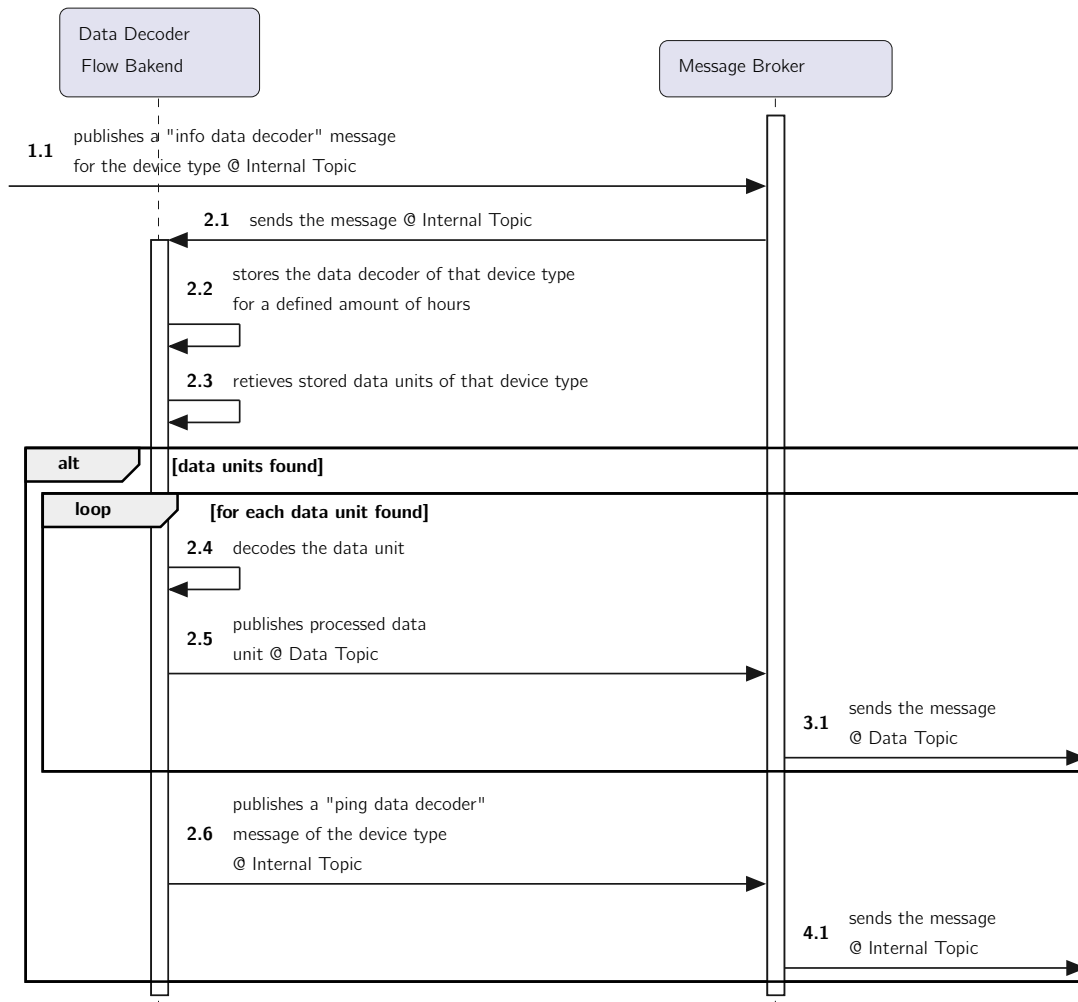 Data Decoder
Flow Bakend
Message Broker
1.1
publishes a "info data decoder" message
for the device type @ Internal Topic
2.1 sends the message @ Internal Topic
2.2
stores the data decoder of that device type
for a defined amount of hours
2.3 retieves stored data units of that device type
alt [data units found]
loop [for each data unit found]
2.4 decodes the data unit
2.5
publishes processed data
unit @ Data Topic
3.1
sends the message
@ Data Topic
2.6
publishes a "ping data decoder"
message of the device type
@ Internal Topic
4.1
sends the message
@ Internal Topic